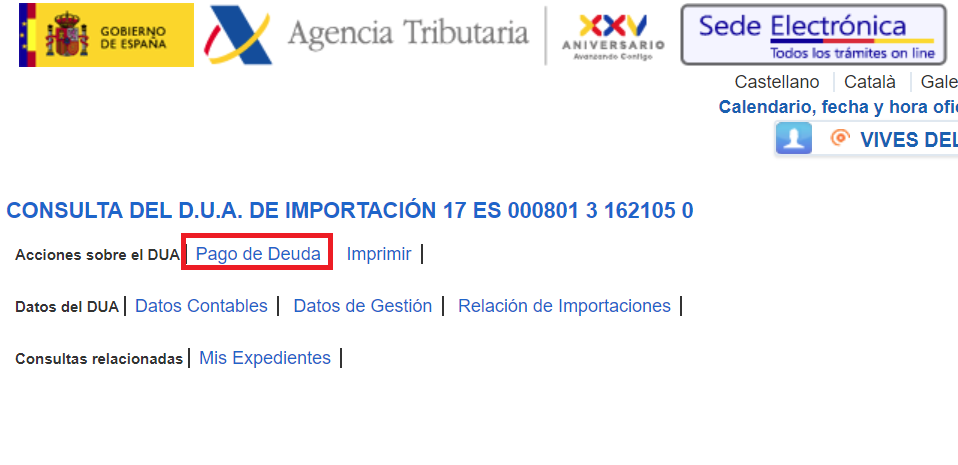 GOBIERNO
DE ESPAÑA
Agencia Tributaria
XXV
ANIVERSARIO
Avanzando Contigo
Sede Electrónica
Todos los trámites on line
Castellano | Català | Gale
Calendario, fecha y hora ofi
VIVES DEL
CONSULTA DEL D.U.A. DE IMPORTACIÓN 17 ES 000801 3 162105 0
Acciones sobre el DUA | Pago de Deuda Imprimir |
Datos del DUA | Datos Contables | Datos de Gestión | Relación de Importaciones |
Consultas relacionadas | Mis Expedientes |